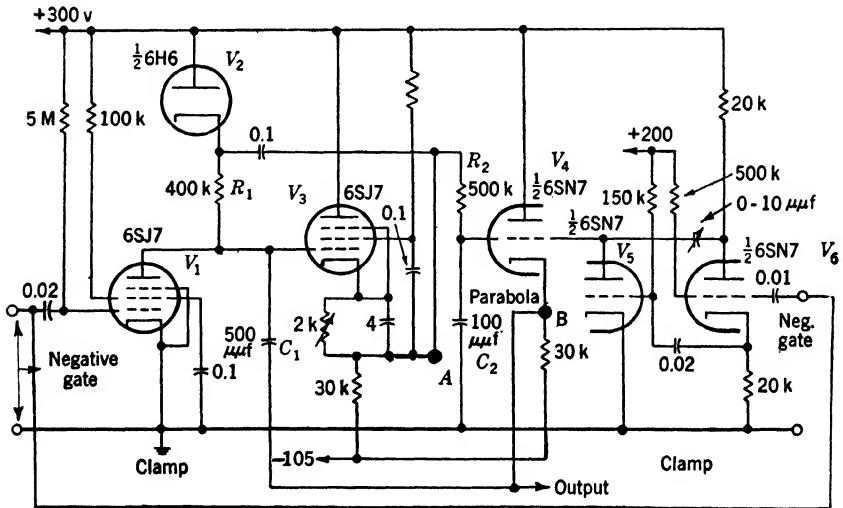 +300 v
½6H6
V₂
5 M
100 k
0.1
20 k
+200
R₂
V₄
500 k
400 k
R₁
V₃
500 k
½6SN7
150 k
0-10 μμf
6SJ7
0.1
½6SN7
6SJ7
V₁
V₅
½6SN7
V₆
0.02
0.01
Parabola
B
Neg.
gate
2 k
4
100
μμf
C₂
500
μμf
C₁
Negative
gate
0.1
A
30 k
0.02
30 k
20 k
Clamp
-105
Clamp
Output